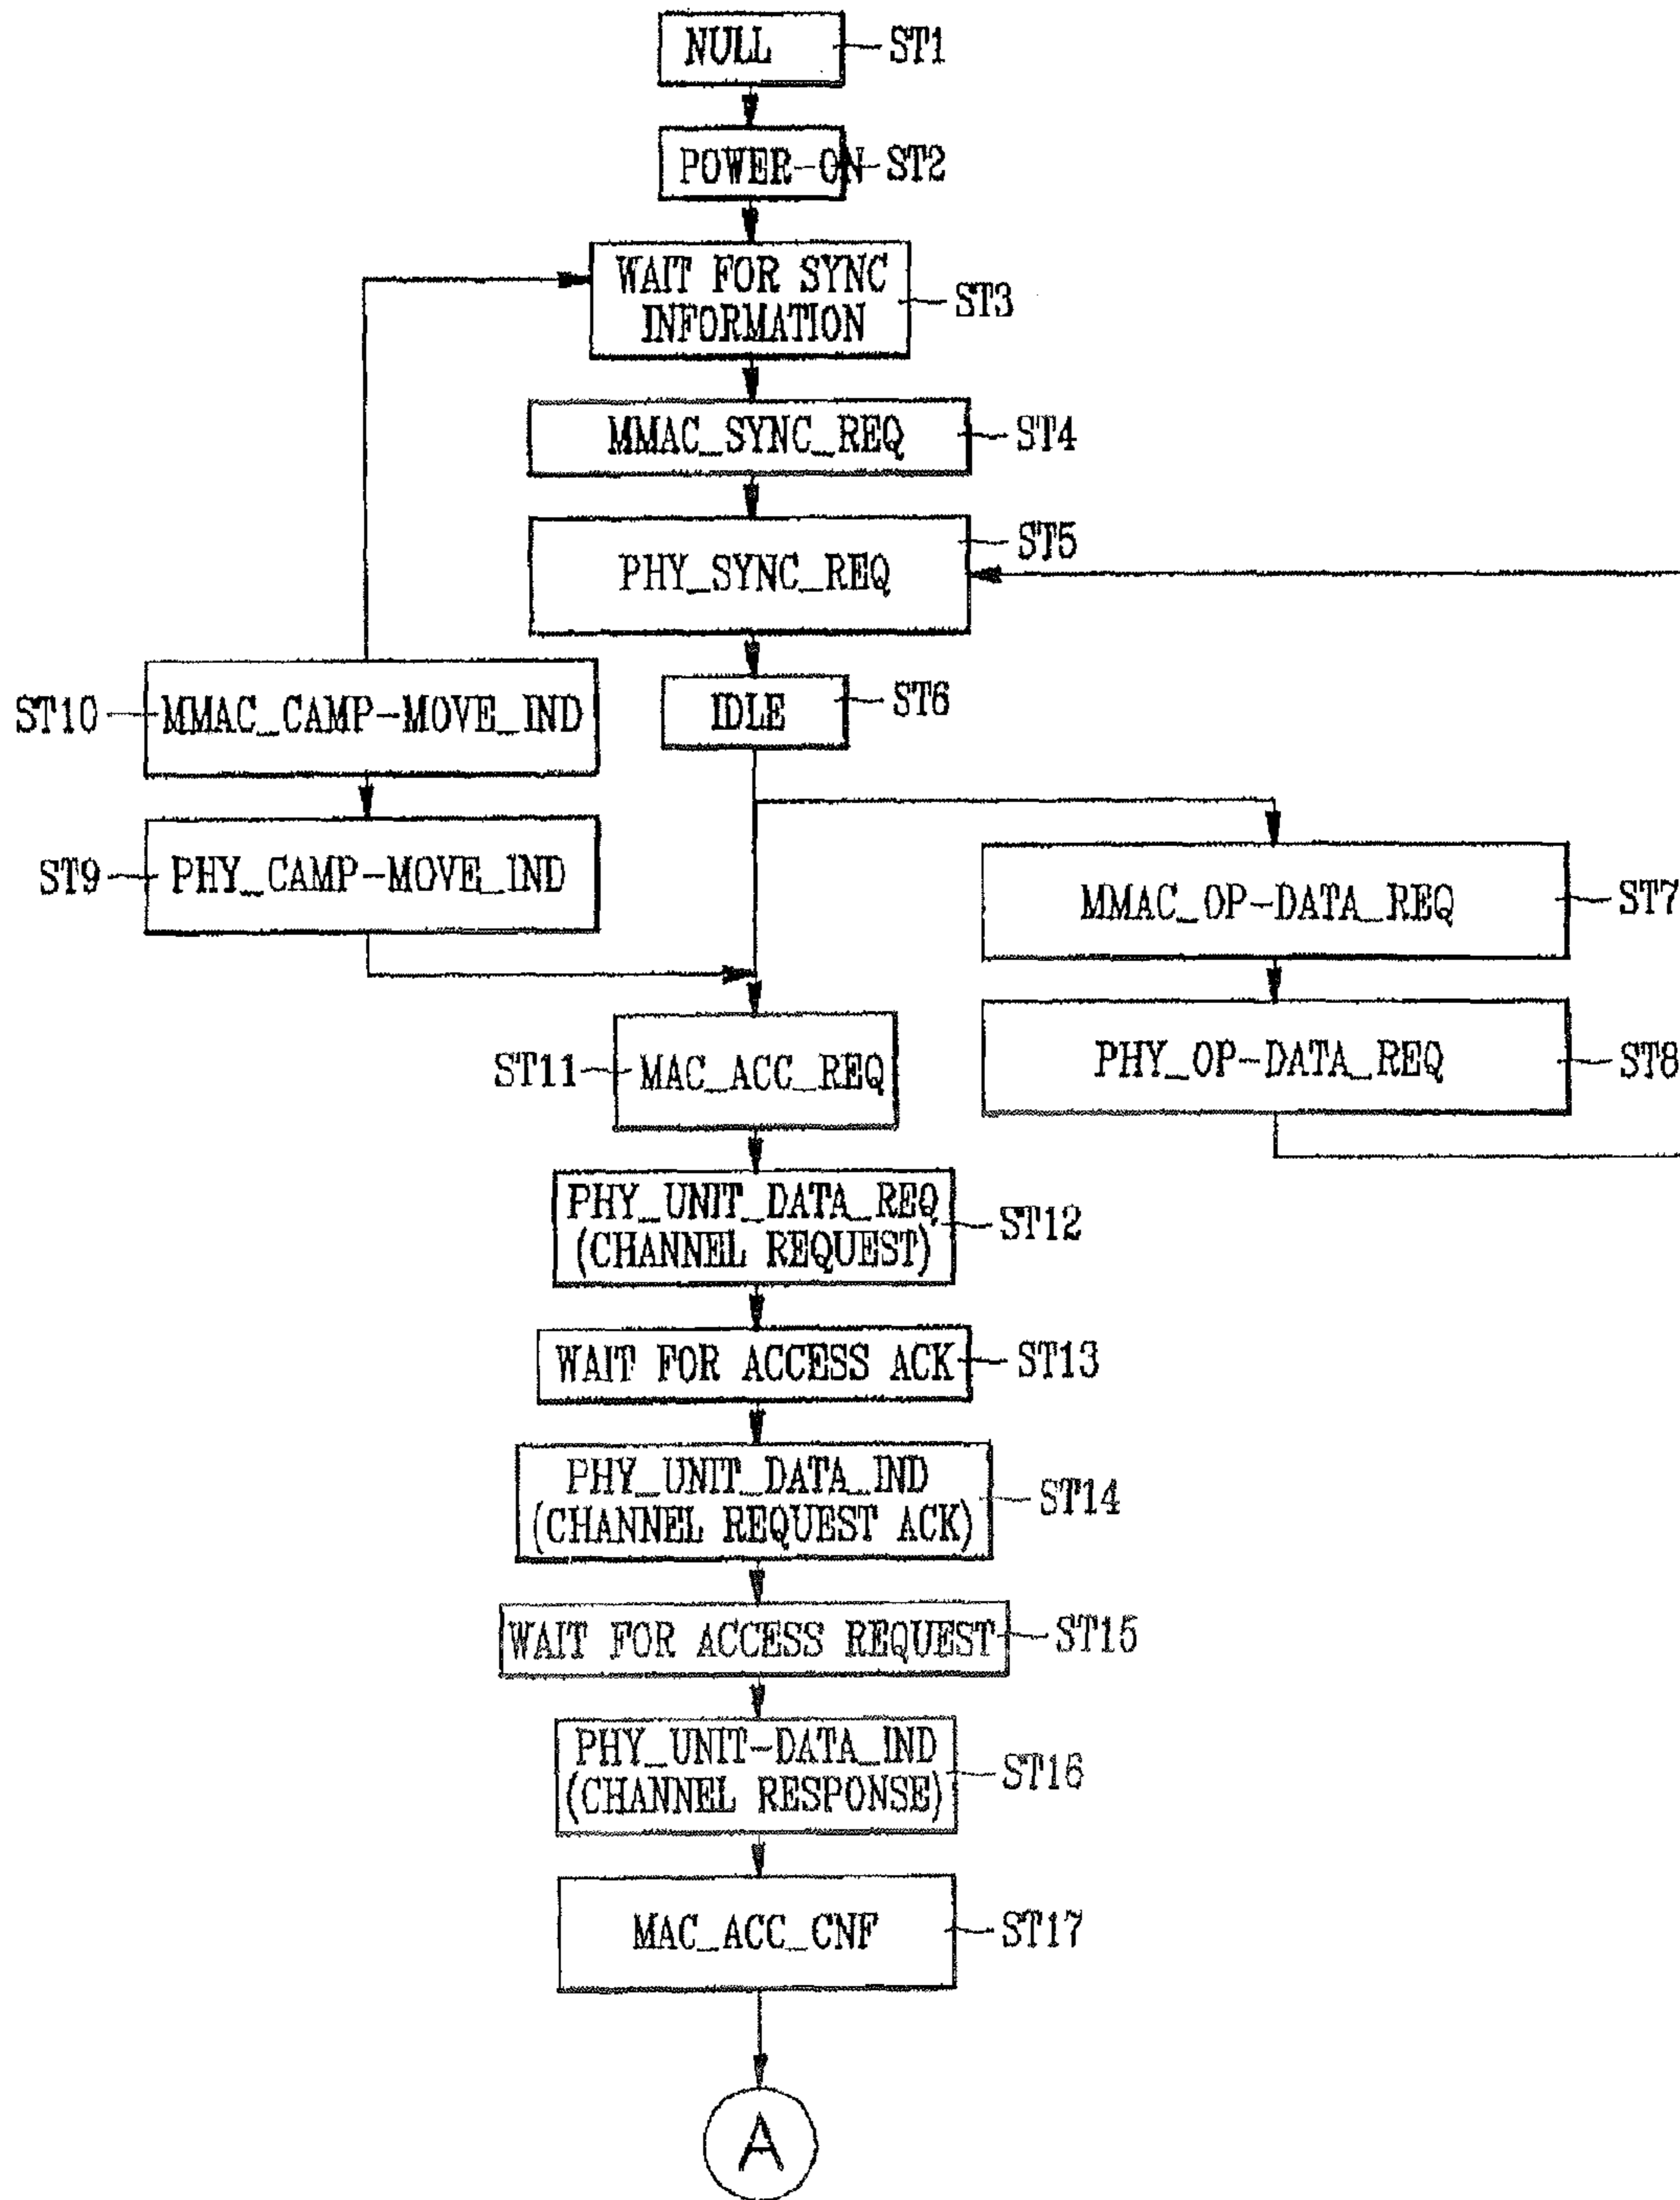 NULL
ST1
POWER-ON
ST2
WAIT FOR SYNC
INFORMATION
ST3
MMAC_SYNC_REQ
ST4
PHY_SYNC_REQ
ST5
IDLE
ST6
ST10
MMAC_CAMP-MOVE_IND
ST9
PHY_CAMP-MOVE_IND
MMAC_OP-DATA_REQ
ST7
PHY_OP-DATA_REQ
ST8
ST11
MAC_ACC_REQ
PHY_UNIT_DATA_REQ
(CHANNEL REQUEST)
ST12
WAIT FOR ACCESS ACK
ST13
PHY_UNIT_DATA_IND
(CHANNEL REQUEST ACK)
ST14
WAIT FOR ACCESS REQUEST
ST15
PHY_UNIT-DATA_IND
(CHANNEL RESPONSE)
ST16
MAC_ACC_CNF
ST17
A